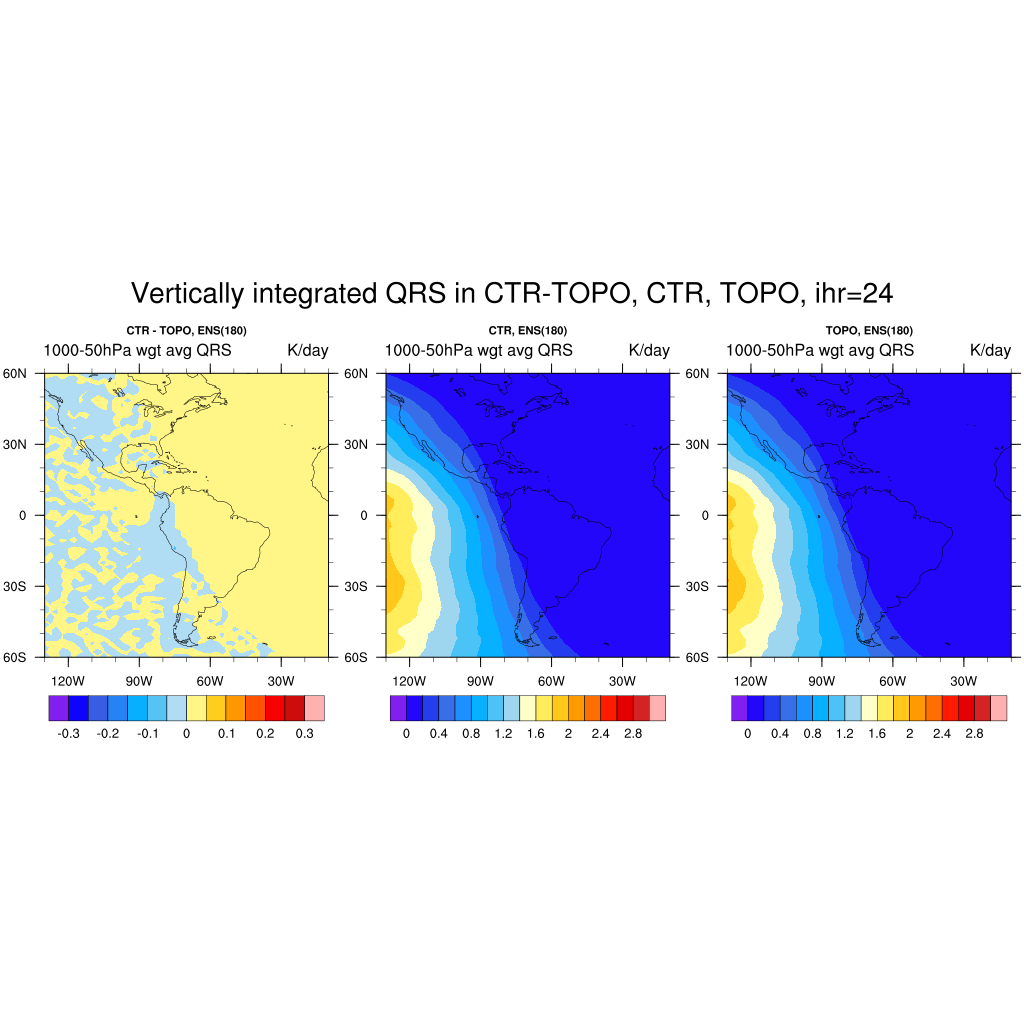 Vertically integrated QRS in CTR-TOPO, CTR, TOPO, ihr=24
CTR - TOPO, ENS(180)
1000-50hPa wgt avg QRS K/day
60N
30N
0
30S
60S
120W 90W 60W 30W
-0.3 -0.2 -0.1 0 0.1 0.2 0.3
CTR, ENS(180)
1000-50hPa wgt avg QRS K/day
60N
30N
0
30S
60S
120W 90W 60W 30W
0 0.4 0.8 1.2 1.6 2 2.4 2.8
TOPO, ENS(180)
1000-50hPa wgt avg QRS K/day
60N
30N
0
30S
60S
120W 90W 60W 30W
0 0.4 0.8 1.2 1.6 2 2.4 2.8